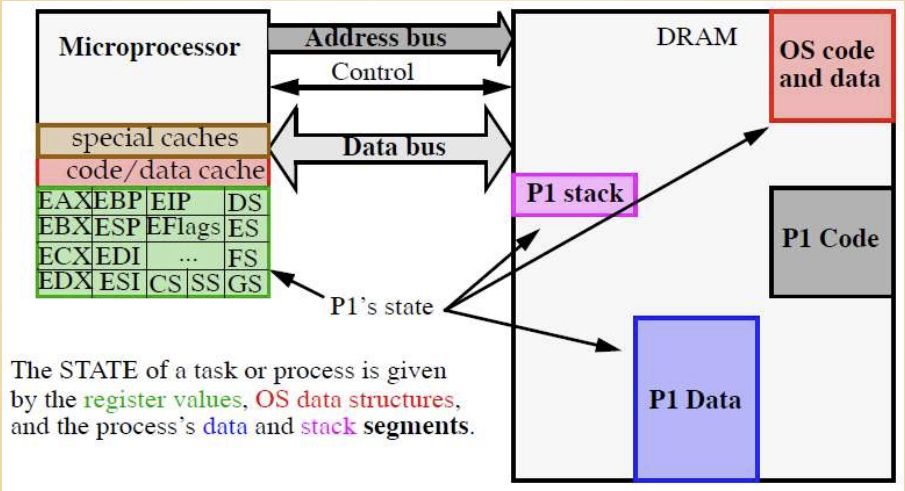 Microprocessor
Address bus
Control
Data bus
special caches
code/data cache
EAX EBP EIP DS
EBX ESP EFlags ES
ECX EDI ... FS
EDX ESI CS SS GS
DRAM
OS code
and data
P1 stack
P1 Code
P1's state
P1 Data
The STATE of a task or process is given
by the register values, OS data structures,
and the process's data and stack segments.